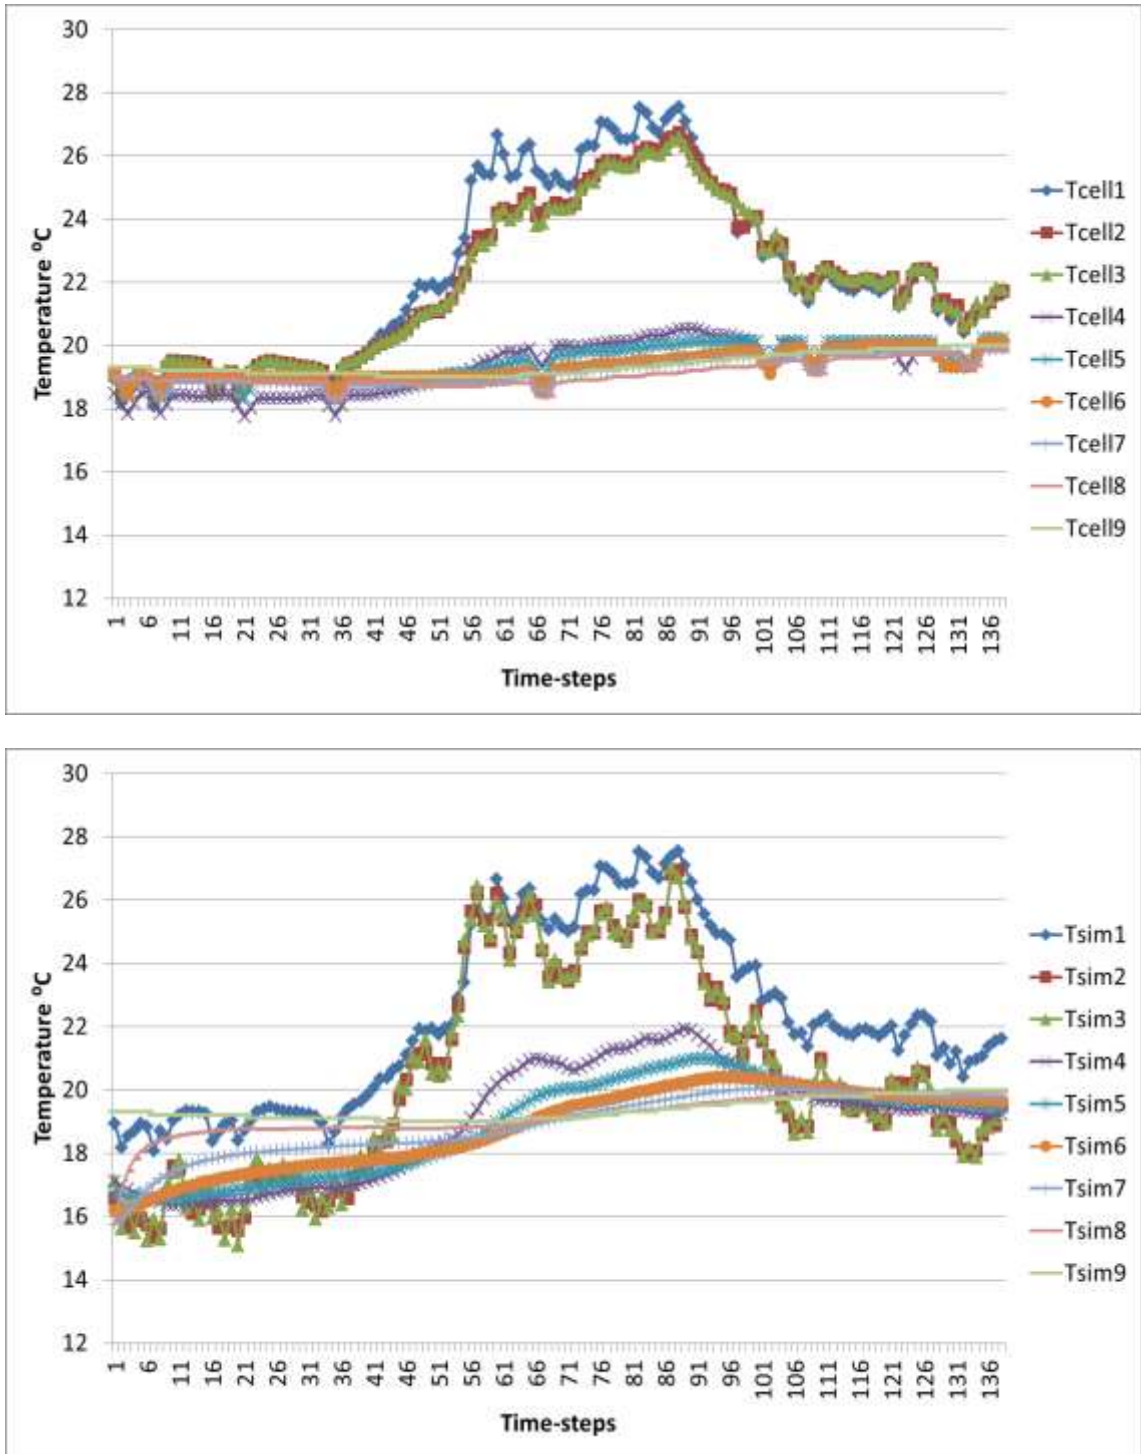 30
28
26
24
22
20
18
16
14
12
Temperature ⁰C
1 6 11 16 21 26 31 36 41 46 51 56 61 66 71 76 81 86 91 96 101 106 111 116 121 126 131 136
Time-steps
Tcell1
Tcell2
Tcell3
Tcell4
Tcell5
Tcell6
Tcell7
Tcell8
Tcell9
30
28
26
24
22
20
18
16
14
12
Temperature ⁰C
1 6 11 16 21 26 31 36 41 46 51 56 61 66 71 76 81 86 91 96 101 106 111 116 121 126 131 136
Time-steps
Tsim1
Tsim2
Tsim3
Tsim4
Tsim5
Tsim6
Tsim7
Tsim8
Tsim9